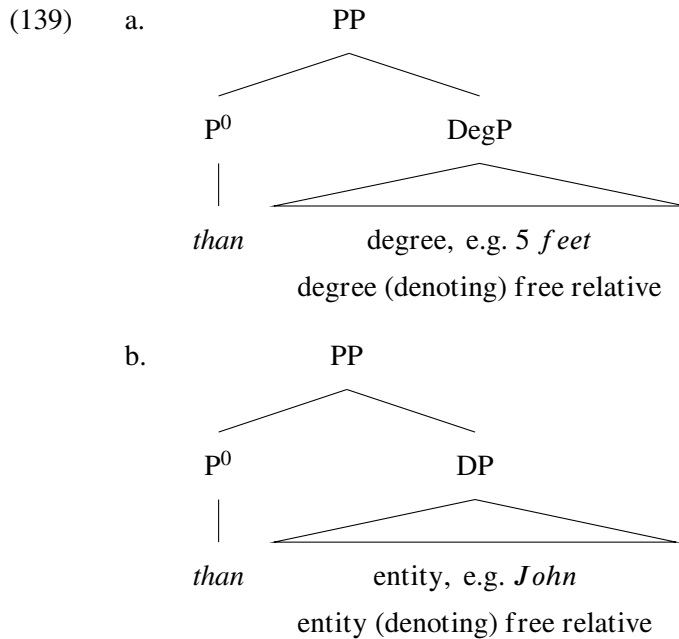 (139) a. PP
P⁰ DegP
than degree, e.g. 5 feet
degree (denoting) free relative
b. PP
P⁰ DP
than entity, e.g. John
entity (denoting) free relative